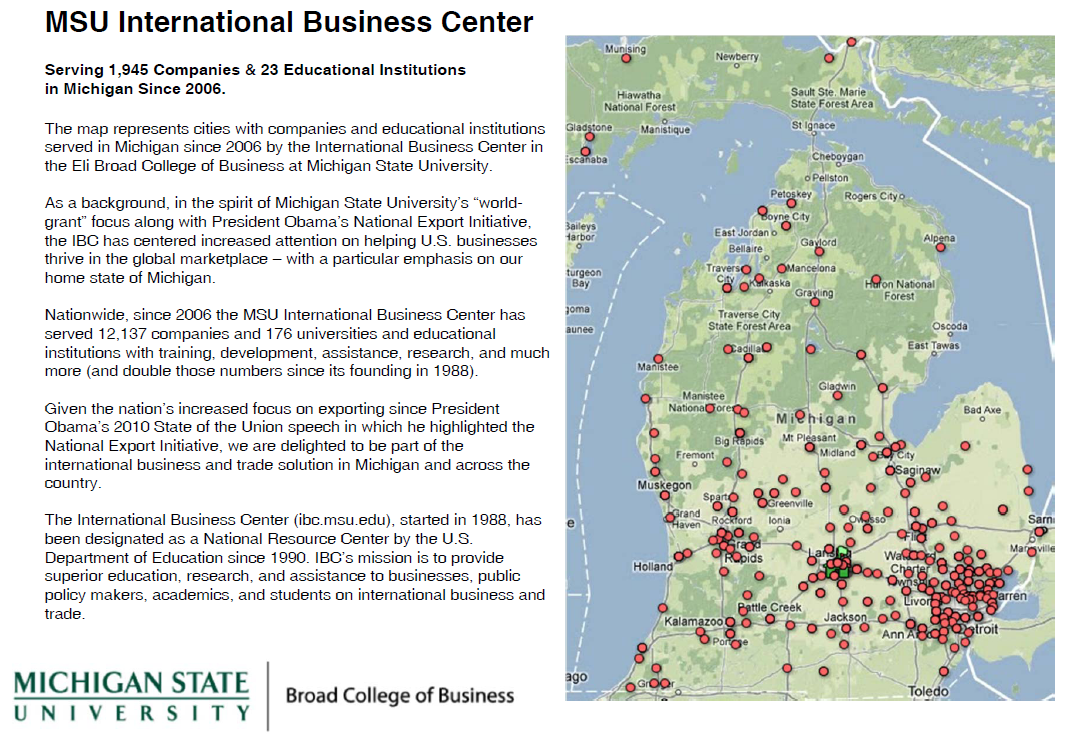 MSU International Business Center
Serving 1,945 Companies & 23 Educational Institutions
in Michigan Since 2006.
The map represents cities with companies and educational institutions
served in Michigan since 2006 by the International Business Center in
the Eli Broad College of Business at Michigan State University.
As a background, in the spirit of Michigan State University's "world-
grant" focus along with President Obama's National Export Initiative,
the IBC has centered increased attention on helping U.S. businesses
thrive in the global marketplace – with a particular emphasis on our
home state of Michigan.
Nationwide, since 2006 the MSU International Business Center has
served 12,137 companies and 176 universities and educational
institutions with training, development, assistance, research, and much
more (and double those numbers since its founding in 1988).
Given the nation's increased focus on exporting since President
Obama's 2010 State of the Union speech in which he highlighted the
National Export Initiative, we are delighted to be part of the
international business and trade solution in Michigan and across the
country.
The International Business Center (ibc.msu.edu), started in 1988, has
been designated as a National Resource Center by the U.S.
Department of Education since 1990. IBC's mission is to provide
superior education, research, and assistance to businesses, public
policy makers, academics, and students on international business and
trade.
MICHIGAN STATE
UNIVERSITY
Broad College of Business
Munising
Newberry
Hiawatha
National Forest
Sault Ste. Marie
State Forest Area
Gladstone
Manistique
St Ignace
Escanaba
Cheboygan
Pellston
Petoskey
Rogers City
Boyne City
East Jordan
Bellaire
Gaylord
Alpena
Traverse
City
Mancelona
Kalkaska
Huron National
Forest
Grayling
Traverse City
State Forest Area
Oscoda
East Tawas
Cadillac
Manistee
Gladwin
Manistee
National Forest
Michigan
Bad Axe
Big Rapids
Mt Pleasant
Midland
Bay City
Fremont
Saginaw
Muskegon
Sparta
Greenville
Grand
Haven
Rockford
Ionia
Owosso
Flint
Grand
Rapids
Holland
Charter
Battle Creek
Kalamazoo
Jackson
Toledo